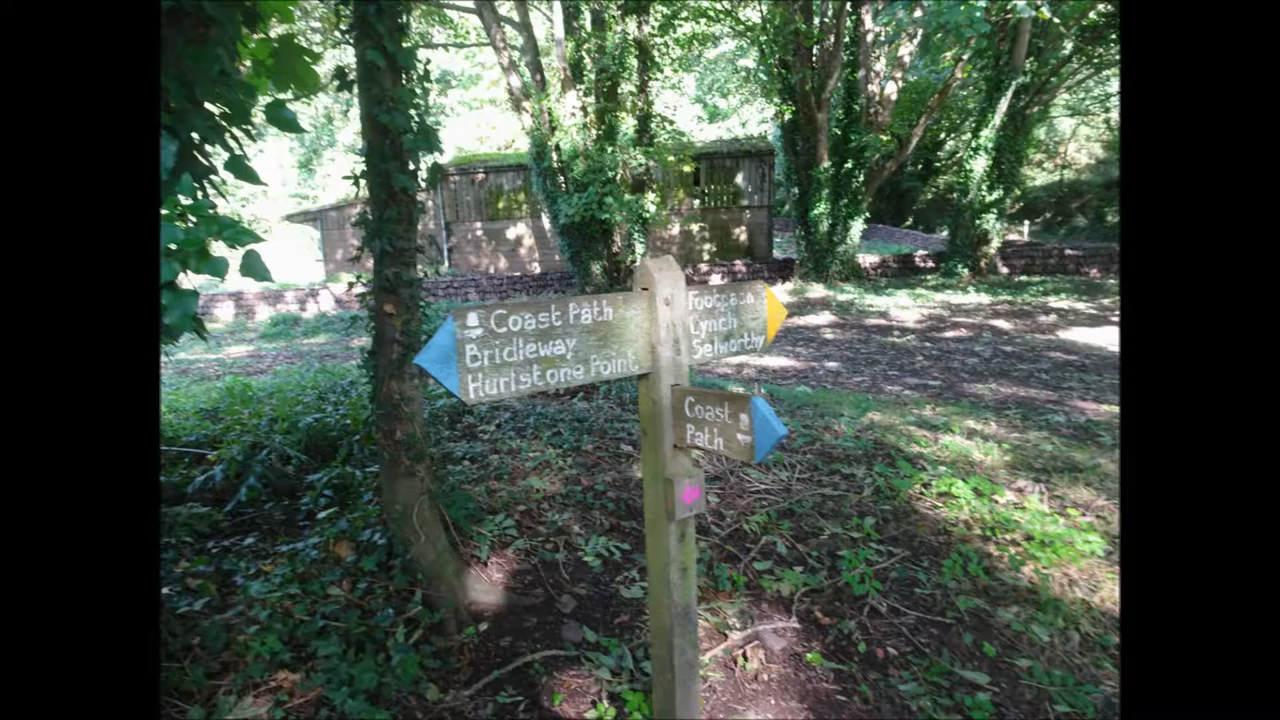 Coast Path
Bridleway
Hurlstone Point
Footpath
Lynch
Selworthy
Coast
Path